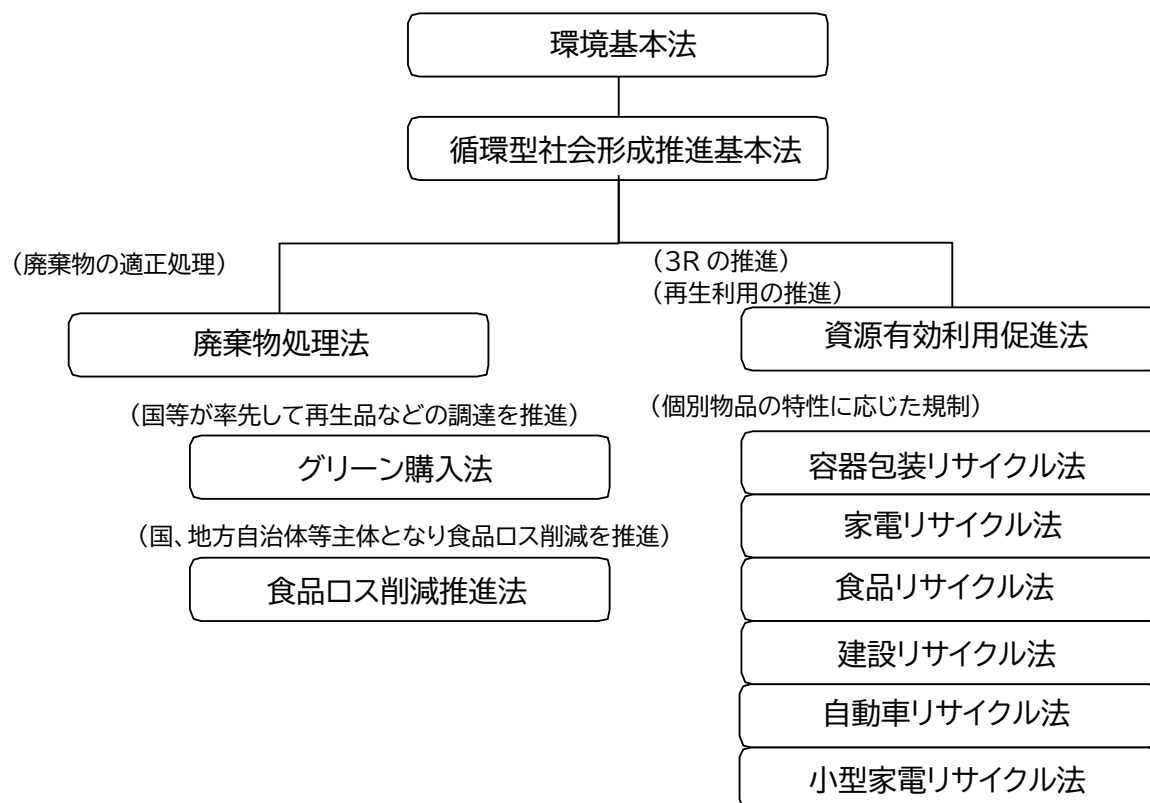 環境基本法
循環型社会形成推進基本法
（廃棄物の適正処理）
（3R の推進）
（再生利用の推進）
廃棄物処理法
資源有効利用促進法
（国等が率先して再生品などの調達を推進）
グリーン購入法
（国、地方自治体等主体となり食品ロス削減を推進）
食品ロス削減推進法
（個別物品の特性に応じた規制）
容器包装リサイクル法
家電リサイクル法
食品リサイクル法
建設リサイクル法
自動車リサイクル法
小型家電リサイクル法